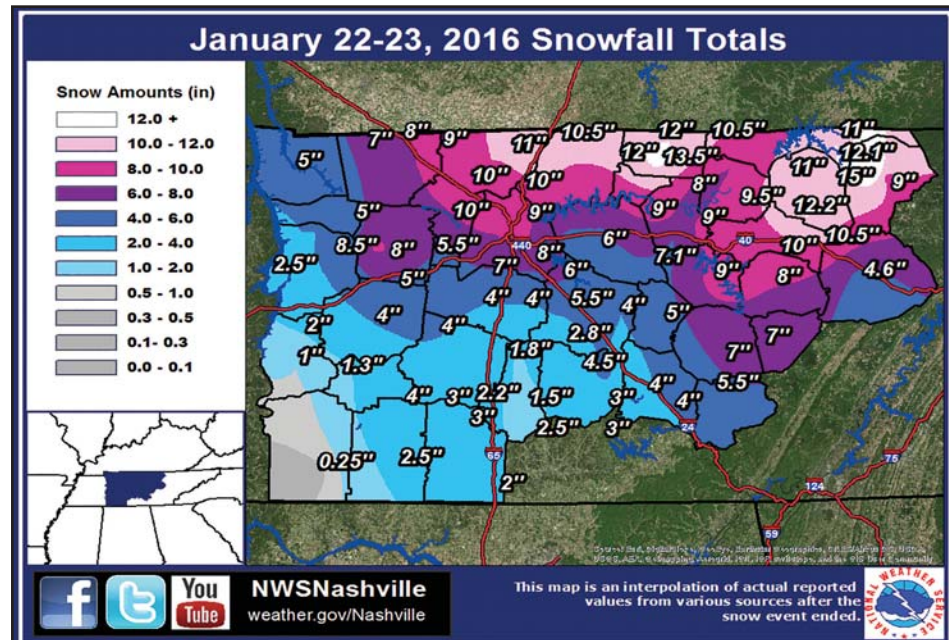 January 22-23, 2016 Snowfall Totals
Snow Amounts (in)
12.0 +
10.0 - 12.0
8.0 - 10.0
6.0 - 8.0
4.0 - 6.0
2.0 - 4.0
1.0 - 2.0
0.5 - 1.0
0.3 - 0.5
0.1- 0.3
0.0 - 0.1
5" 7" 8" 9" 11" 10.5" 12" 10.5" 11"
12" 13.5" 11" 12.1"
10" 10" 8" 9.5" 15" 9"
5" 10" 9" 9" 9" 12.2"
8.5" 8" 5.5" 440 8" 6" 7.1" 40 10" 10.5"
2.5" 5" 7" 6" 9" 8" 4.6"
2" 4" 4" 4" 4" 5.5" 4" 5"
1" 1.3" 1.8" 2.8" 4.5" 7" 7"
4" 3" 2.2" 1.5" 3" 4" 4" 5.5"
3" 2.5" 3" 24
0.25" 2.5" 65 75
2" 124
59
f t You Tube
NWSNashville
weather.gov/Nashville
This map is an interpolation of actual reported
values from various sources after the
snow event ended.
NATIONAL WEATHER SERVICE